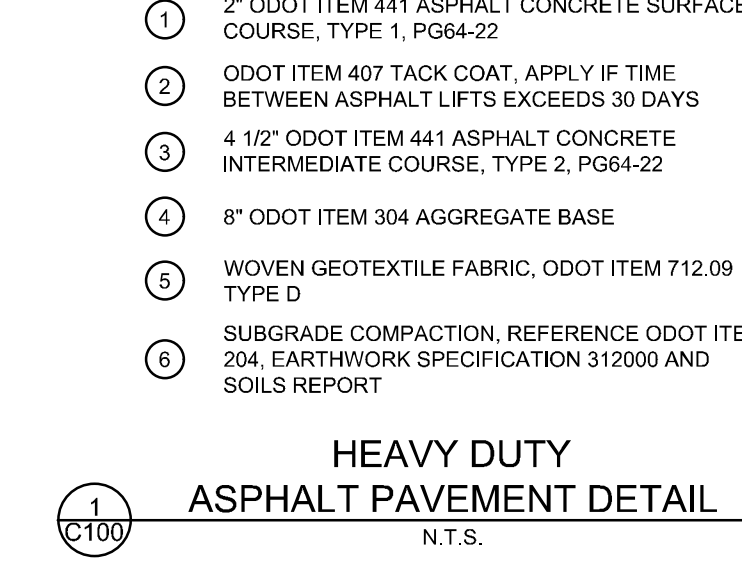 1
2" ODOT ITEM 441 ASPHALT CONCRETE SURFACE
COURSE, TYPE 1, PG64-22
2
ODOT ITEM 407 TACK COAT, APPLY IF TIME
BETWEEN ASPHALT LIFTS EXCEEDS 30 DAYS
3
4 1/2" ODOT ITEM 441 ASPHALT CONCRETE
INTERMEDIATE COURSE, TYPE 2, PG64-22
4
8" ODOT ITEM 304 AGGREGATE BASE
5
WOVEN GEOTEXTILE FABRIC, ODOT ITEM 712.09
TYPE D
6
SUBGRADE COMPACTION, REFERENCE ODOT ITE
204, EARTHWORK SPECIFICATION 312000 AND
SOILS REPORT
HEAVY DUTY
ASPHALT PAVEMENT DETAIL
1
C100
N.T.S.